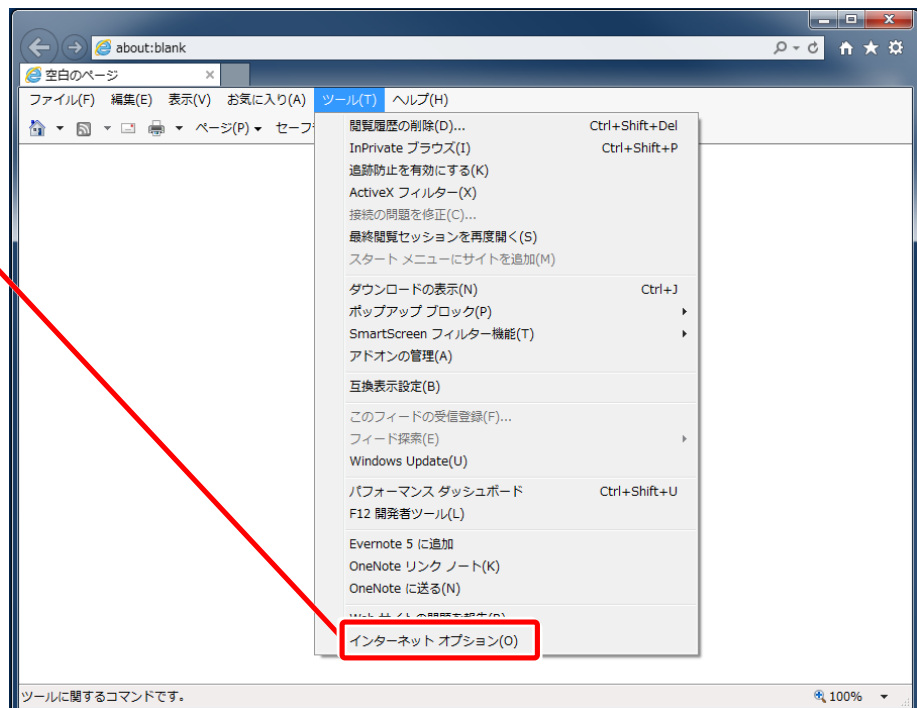 about:blank
空白のページ
ファイル(F) 編集(E) 表示(V) お気に入り(A) ツール(T) ヘルプ(H)
ページ(P) セーフ
閲覧履歴の削除(D)... Ctrl+Shift+Del
InPrivate ブラウズ(I) Ctrl+Shift+P
追跡防止を有効にする(K)
ActiveX フィルター(X)
接続の問題を修正(C)...
最終閲覧セッションを再度開く(S)
スタート メニューにサイトを追加(M)
ダウンロードの表示(N) Ctrl+J
ポップアップ ブロック(P)
SmartScreen フィルター機能(T)
アドオンの管理(A)
互換表示設定(B)
このフィードの受信登録(F)...
フィード探索(E)
Windows Update(U)
パフォーマンス ダッシュボード Ctrl+Shift+U
F12 開発者ツール(L)
Evernote 5 に追加
OneNote リンク ノート(K)
OneNote に送る(N)
インターネット オプション(O)
ツールに関するコマンドです。 100%